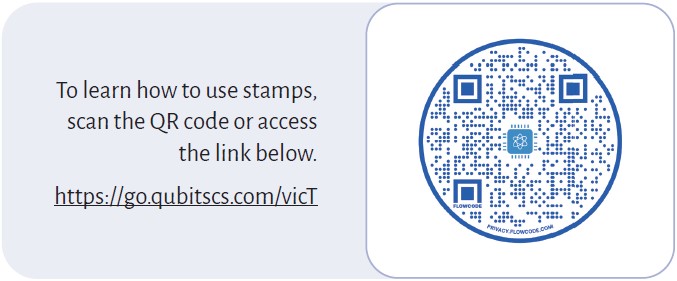 To learn how to use stamps,
scan the QR code or access
the link below.
https://go.qubitscs.com/vicT
FLOWCODE
PRIVACY.FLOWCODE.COM